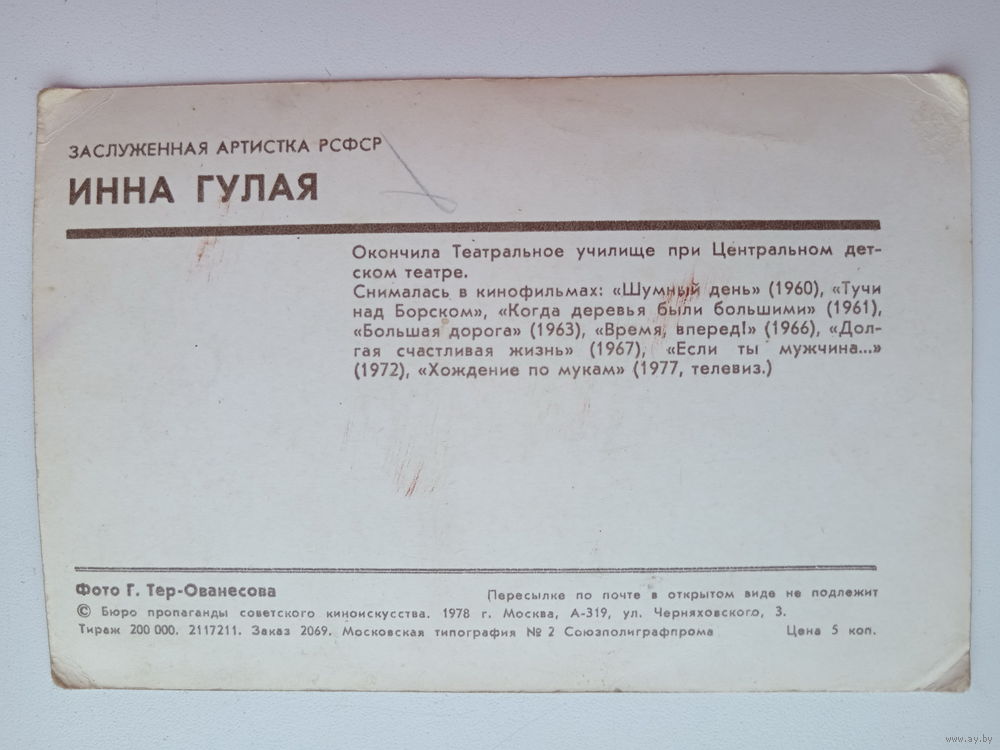 ЗАСЛУЖЕННАЯ АРТИСТКА РСФСР
ИННА ГУЛАЯ
Окончила Театральное училище при Центральном дет-
ском театре.
Снималась в кинофильмах: «Шумный день» (1960), «Тучи
над Борском», «Когда деревья были большими» (1961),
«Большая дорога» (1963), «Время, вперед!» (1966), «Дол-
гая счастливая жизнь» (1967), «Если ты мужчина...»
(1972), «Хождение по мукам» (1977, телевиз.)
Фото Г. Тер-Ованесова
Пересылке по почте в открытом виде не подлежит
© Бюро пропаганды советского киноискусства. 1978 г. Москва, А-319, ул. Черняховского, 3.
Тираж 200 000. 2117211. Заказ 2069. Московская типография № 2 Союзполиграфпрома Цена 5 коп.
www.ay.by